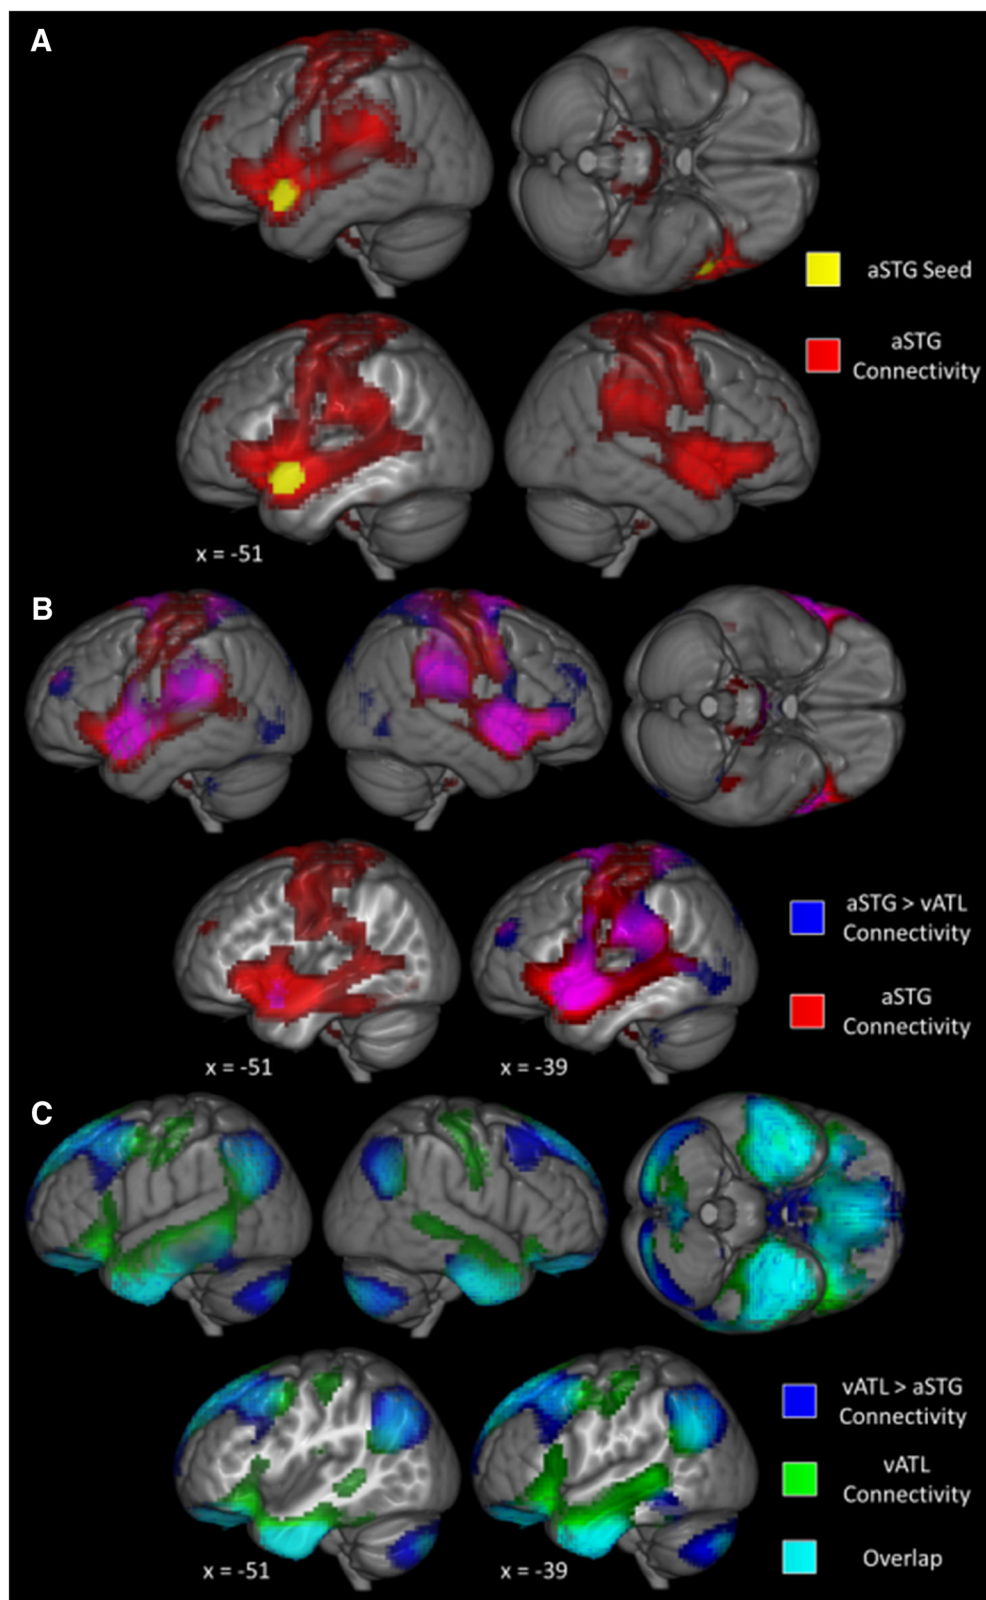 A
aSTG Seed
aSTG
Connectivity
x = -51
B
aSTG > vATL
Connectivity
aSTG
Connectivity
x = -51
x = -39
C
vATL > aSTG
Connectivity
vATL
Connectivity
Overlap
x = -51
x = -39